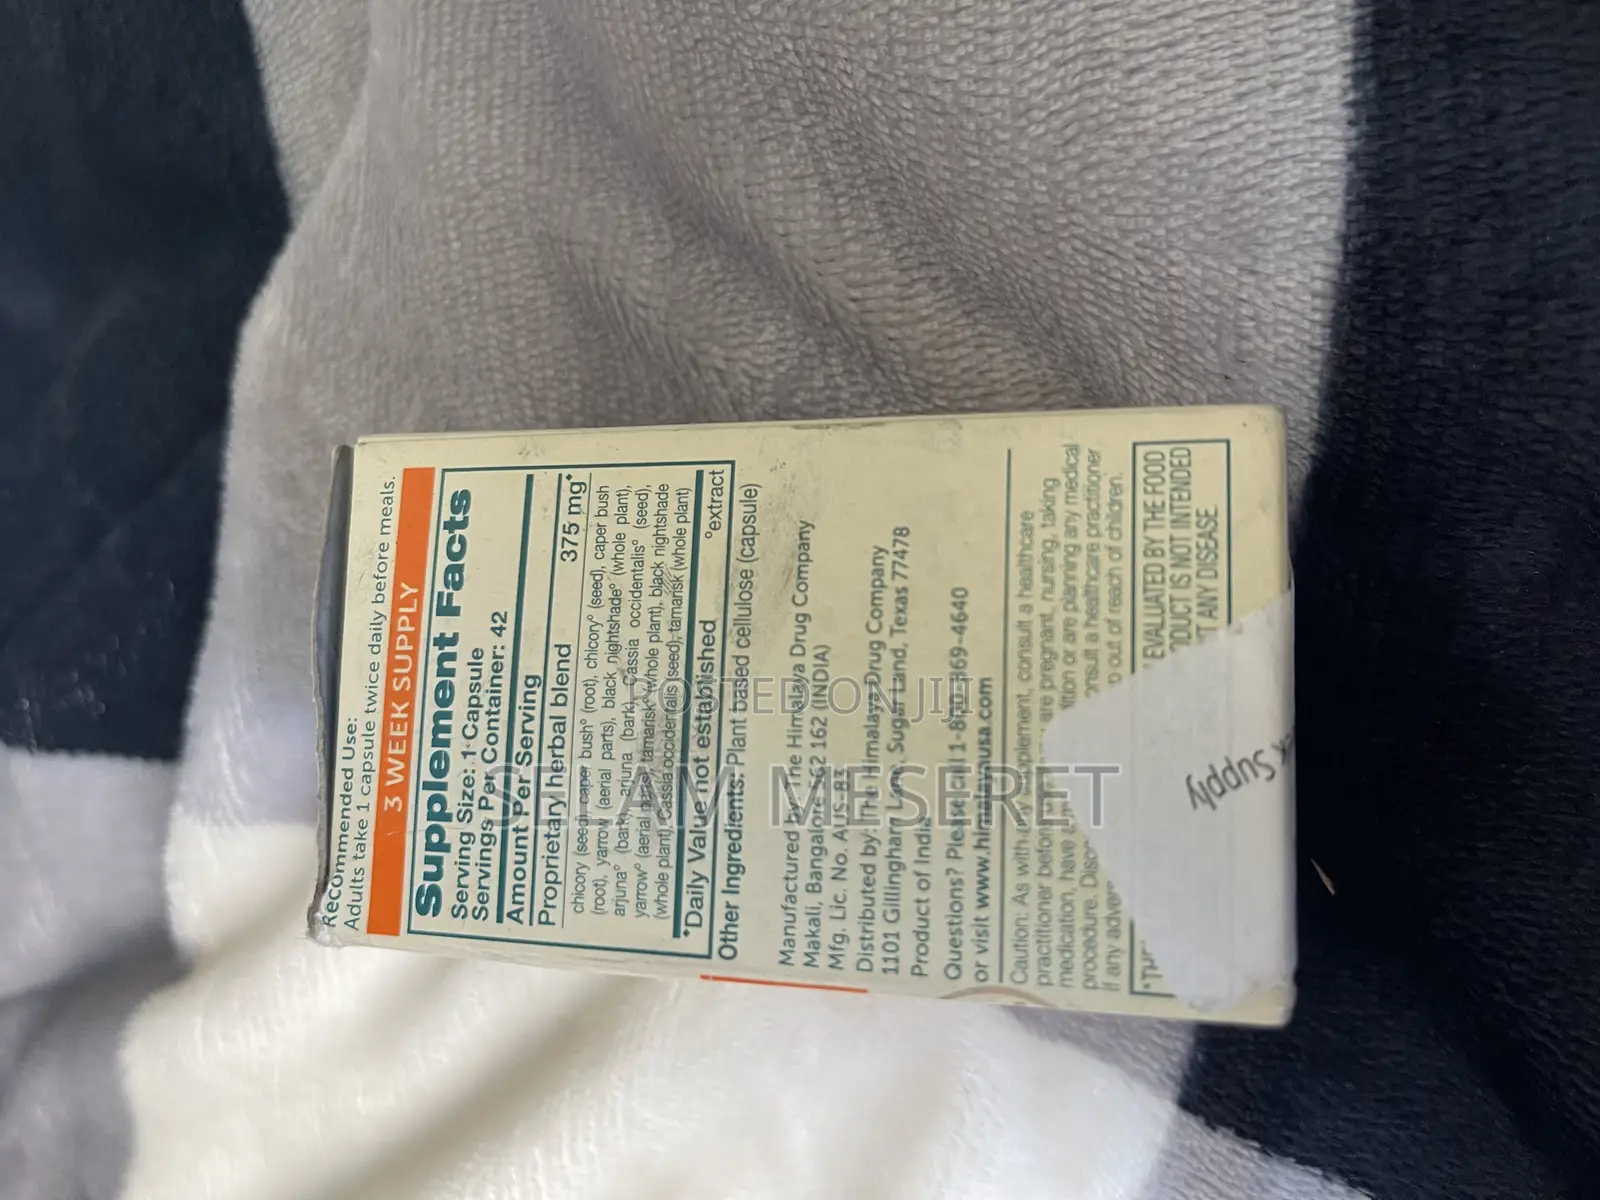 Recommended Use:
Adults take 1 capsule twice daily before meals.
3 WEEK SUPPLY
Supplement Facts
Serving Size: 1 Capsule
Servings Per Container: 42
Amount Per Serving
Proprietary herbal blend 375 mg*
chicory (seed), caper bush° (root), chicory° (seed), caper bush
(root), yarrow (aerial parts), black nightshade° (whole plant),
arjuna° (bark), arjuna (bark), Cassia occidentalis° (seed),
yarrow° (aerial parts), tamarisk° (whole plant), black nightshade
(whole plant), Cassia occidentalis (seed), tamarisk (whole plant)
*Daily Value not established °extract
Other Ingredients: Plant based cellulose (capsule)
Manufactured by: The Himalaya Drug Company
Makali, Bangalore 562 162 (INDIA)
Mfg. Lic. No. AUS-83
Distributed by: The Himalaya Drug Company
1101 Gillingham Lane, Sugar Land, Texas 77478
Product of India
Questions? Please call 1-800-869-4640
or visit www.himalayausa.com
Caution: As with any supplement, consult a healthcare
practitioner before are pregnant, nursing, taking
medication, have or are planning any medical
procedure. a healthcare practitioner
if any out of reach of children.
EVALUATED BY THE FOOD
IS NOT INTENDED
ANY DISEASE
Supply
POSTED ON JIJI
SELAM MESERET